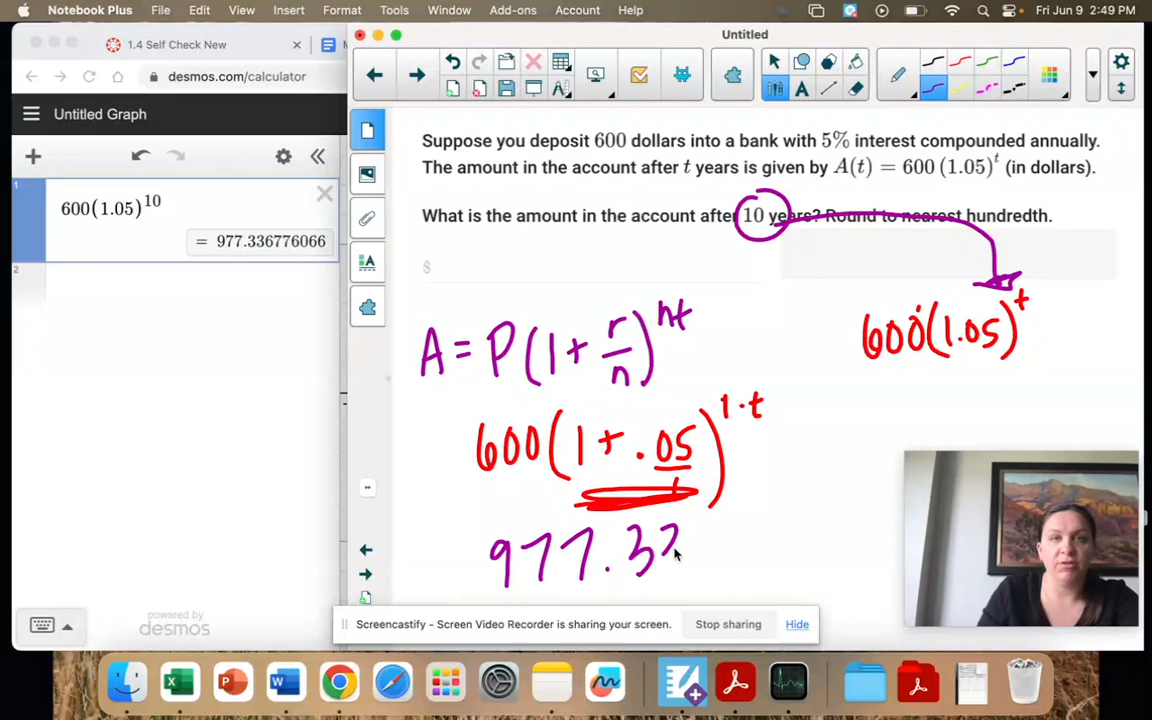 Notebook Plus File Edit View Insert Format Tools Window Add-ons Account Help Fri Jun 9 2:49 PM
Untitled
1.4 Self Check New
desmos.com/calculator
Untitled Graph
1
600(1.05)^10
= 977.336776066
2
powered by
desmos
Suppose you deposit 600 dollars into a bank with 5% interest compounded annually.
The amount in the account after t years is given by A(t) = 600 (1.05)^t (in dollars).
What is the amount in the account after 10 years? Round to nearest hundredth.
$
A = P(1 + r/n)^nt
600(1.05)^t
600(1 + .05/1)^1·t
977.3
Screencastify - Screen Video Recorder is sharing your screen. Stop sharing Hide